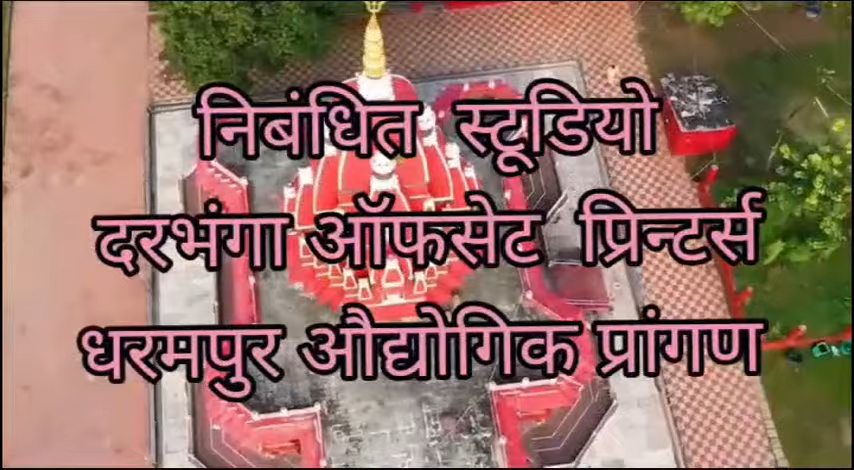 निबंधित स्टूडियो
दरभंगा ऑफसेट प्रिन्टर्स
धरमपुर औद्योगिक प्रांगण